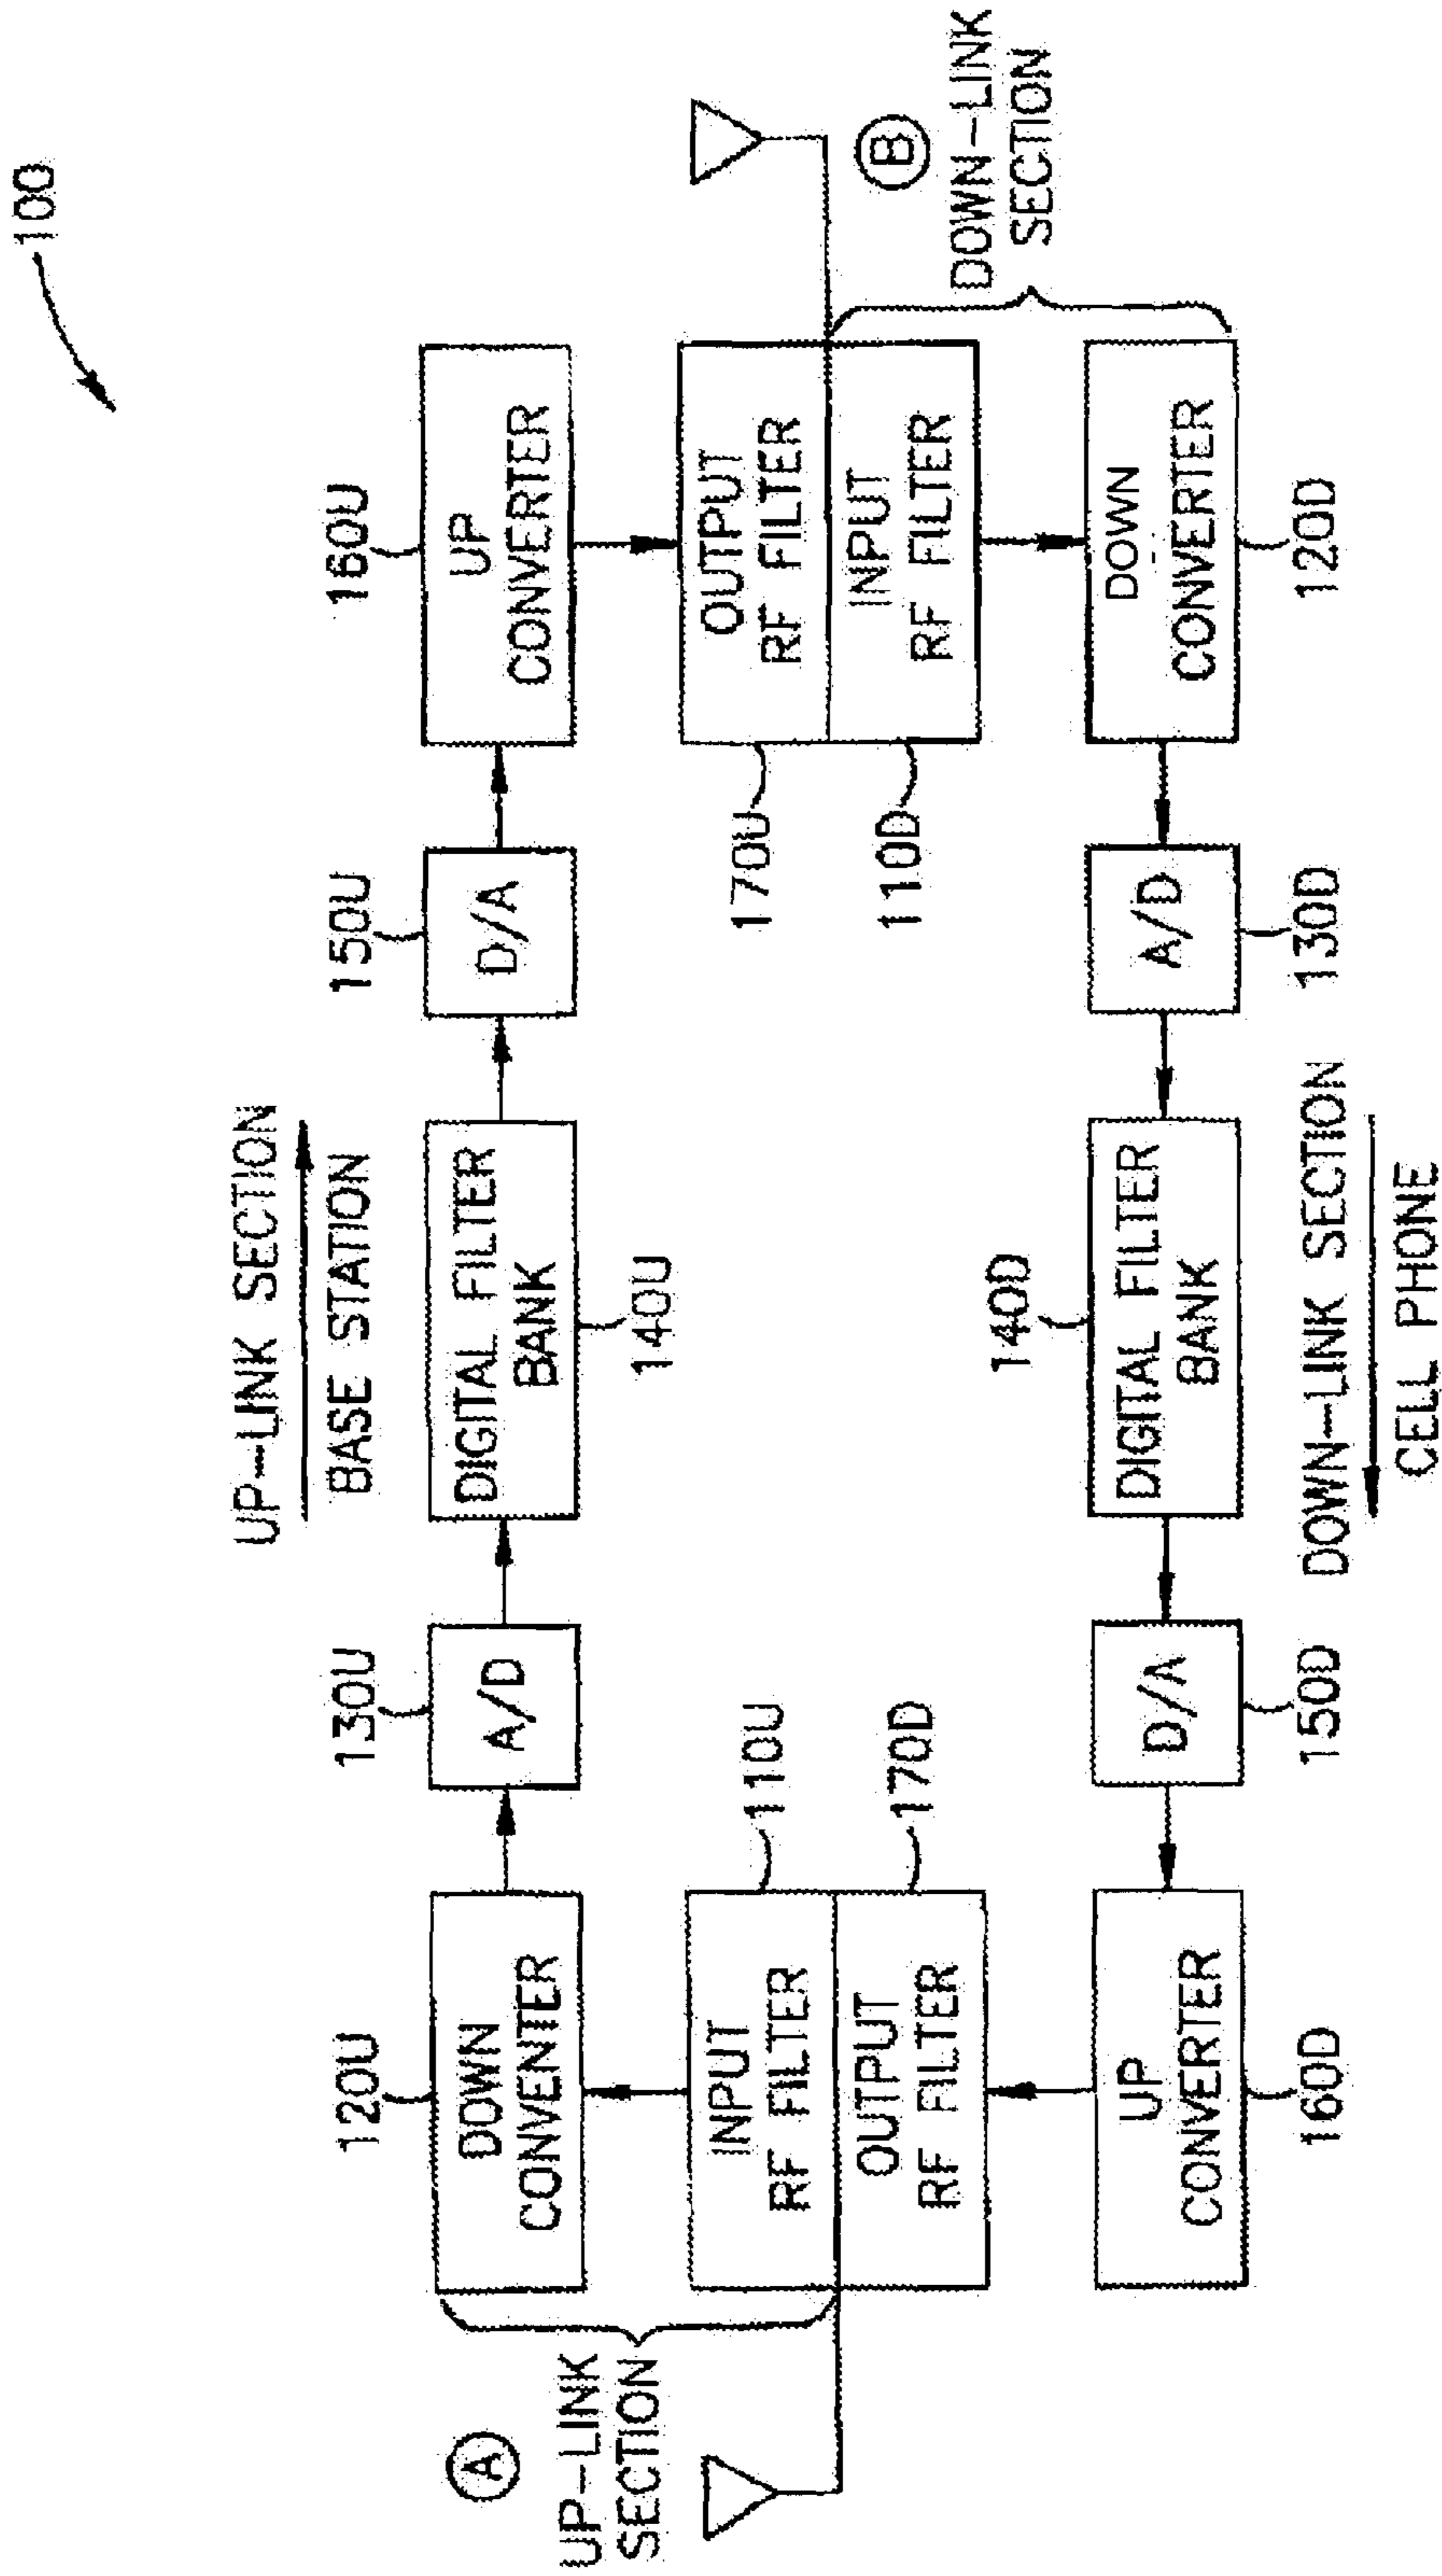 100
UP-LINK SECTION
BASE STATION
120U
130U
150U
160U
DOWN
CONVENTER
A/D
DIGITAL FILTER
BANK
D/A
UP
CONVERTER
140U
A
UP-LINK
SECTION
INPUT
RF FILTER
110U
OUTPUT
RF FILTER
170D
OUTPUT
RF FILTER
170U
INPUT
RF FILTER
110D
B
DOWN-LINK
SECTION
140D
UP
CONVERTER
D/A
DIGITAL FILTER
BANK
A/D
DOWN
CONVERTER
160D
150D
DOWN-LINK SECTION
130D
120D
CELL PHONE